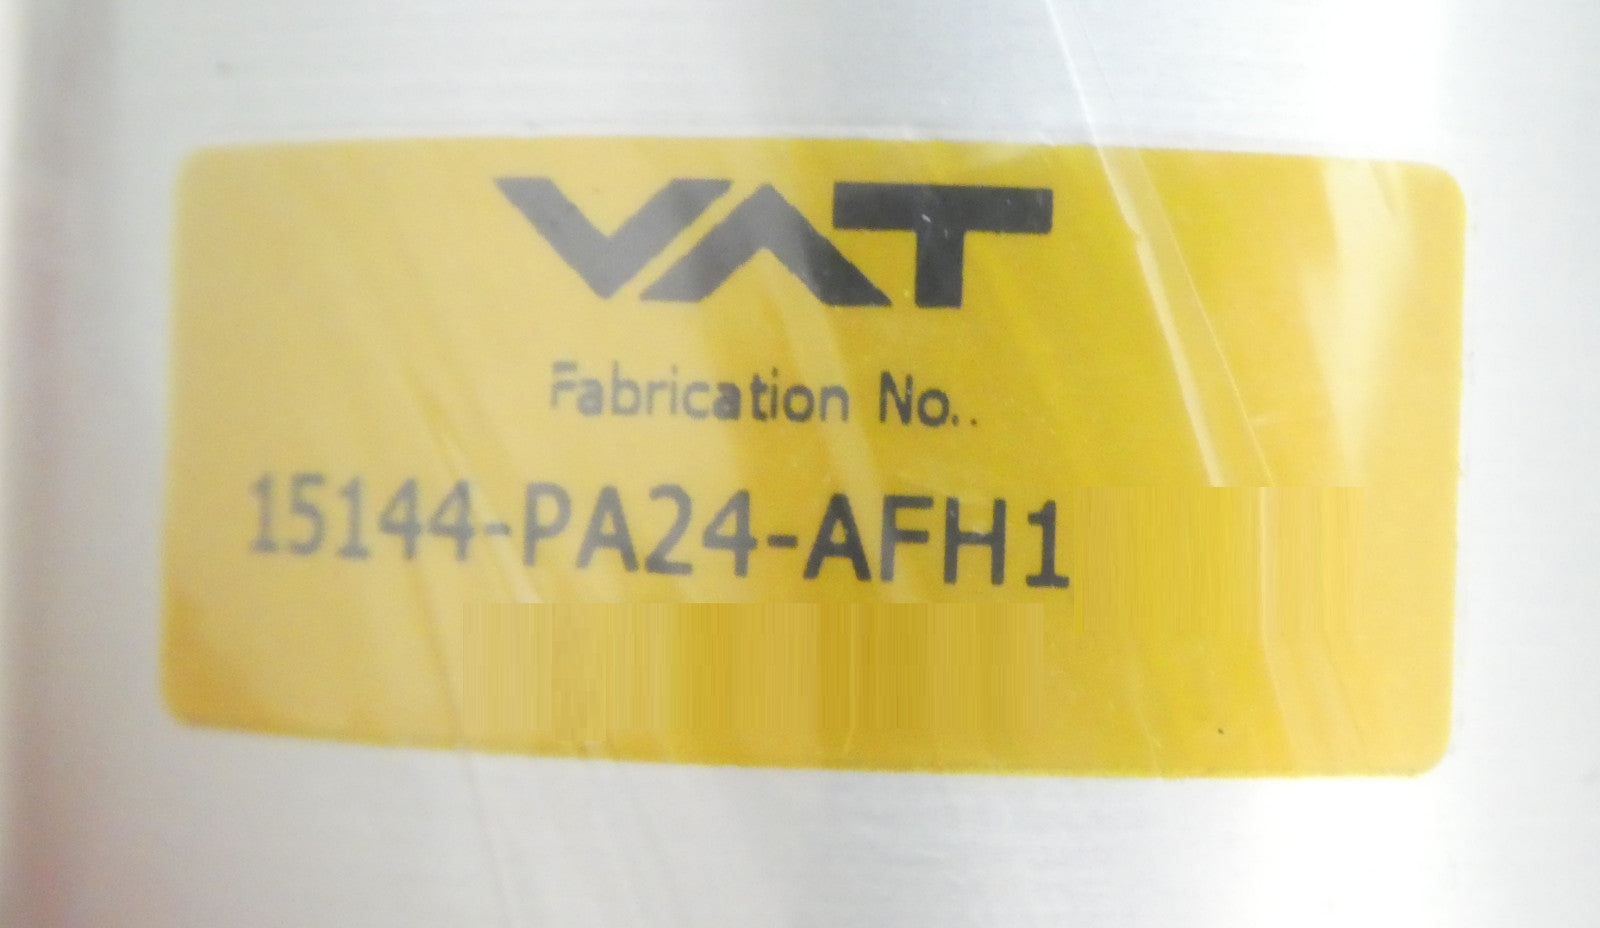 VAT
Fabrication No..
15144-PA24-AFH1